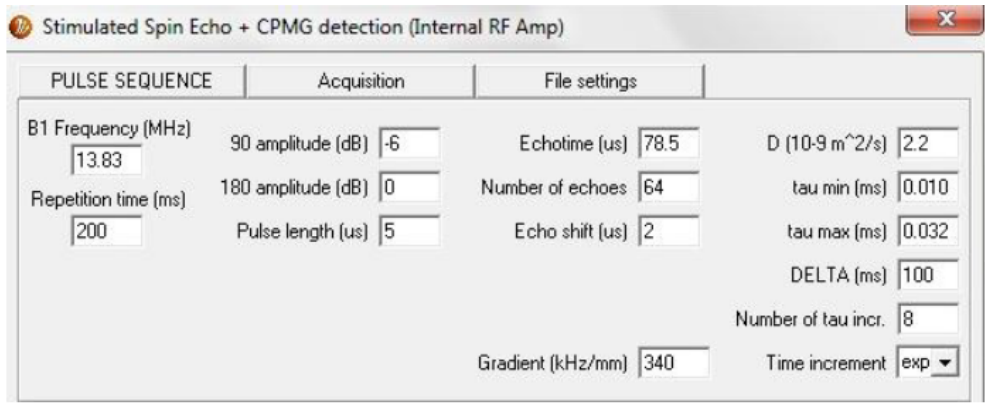 Stimulated Spin Echo + CPMG detection (Internal RF Amp)
PULSE SEQUENCE
Acquisition
File settings
B1 Frequency (MHz)
13.83
Repetition time (ms)
200
90 amplitude (dB) -6
180 amplitude (dB) 0
Pulse length (us) 5
Echotime (us) 78.5
Number of echoes 64
Echo shift (us) 2
Gradient (kHz/mm) 340
D (10-9 m^2/s) 2.2
tau min (ms) 0.010
tau max (ms) 0.032
DELTA (ms) 100
Number of tau incr. 8
Time increment exp